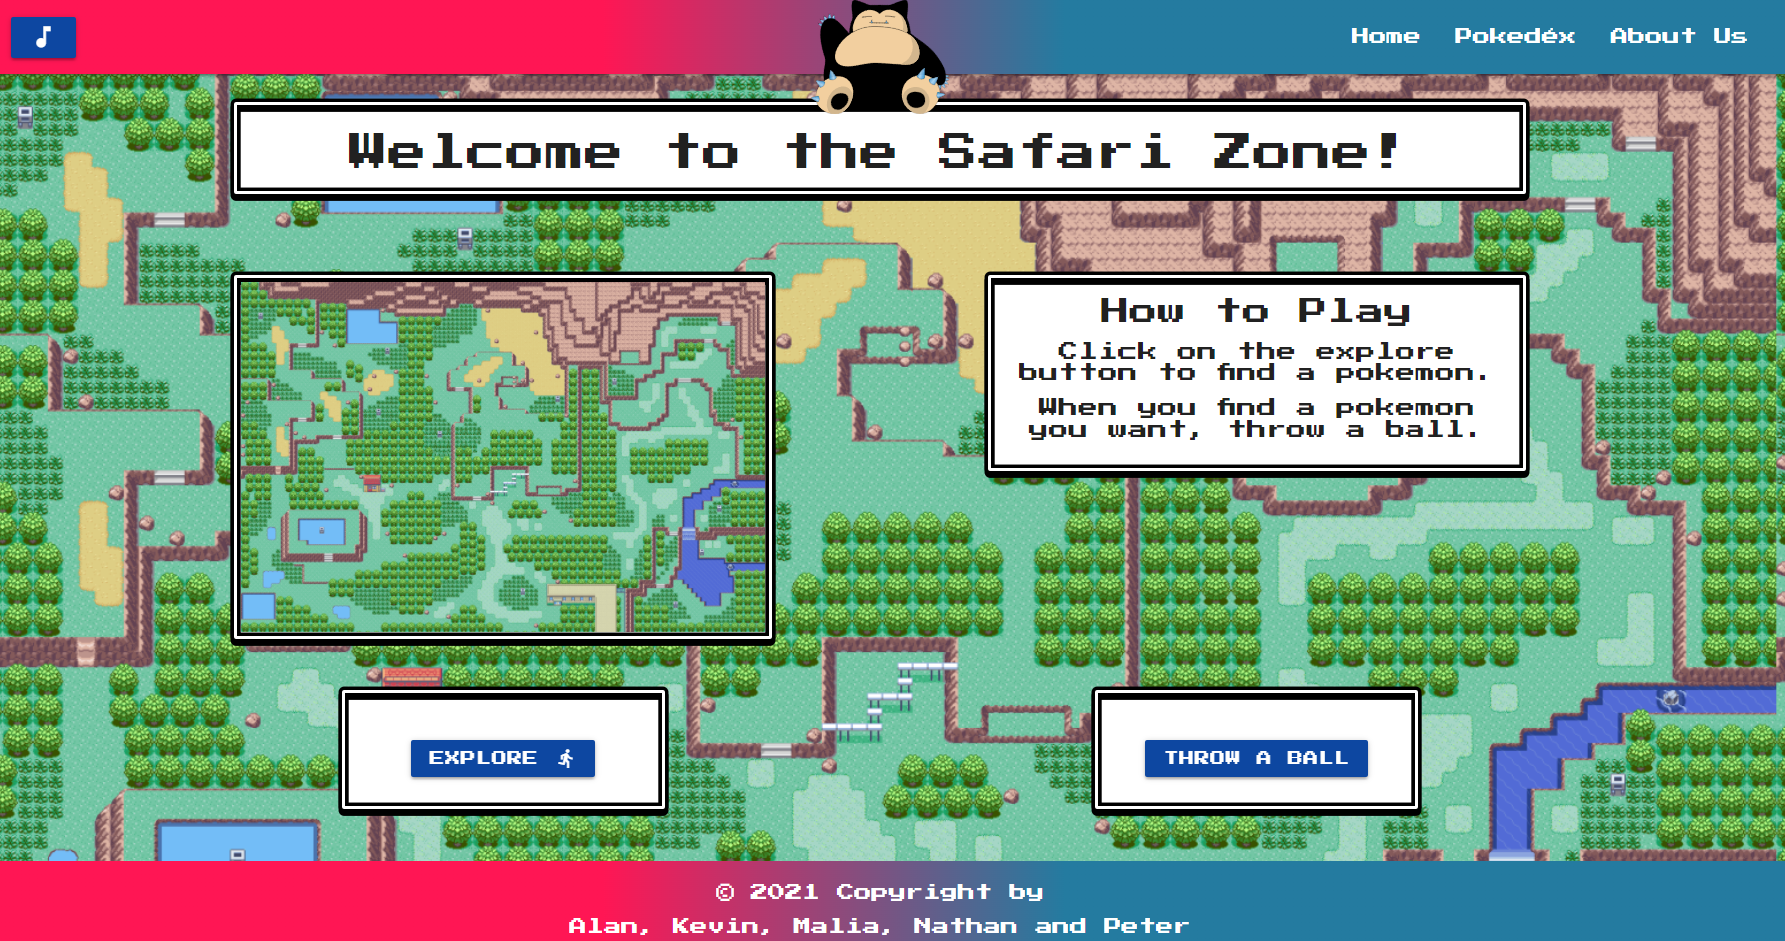 Home Pokedéx About Us
Welcome to the Safari Zone!
How to Play
Click on the explore
button to find a pokemon.
When you find a pokemon
you want, throw a ball.
EXPLORE
THROW A BALL
© 2021 Copyright by
Alan, Kevin, Malia, Nathan and Peter